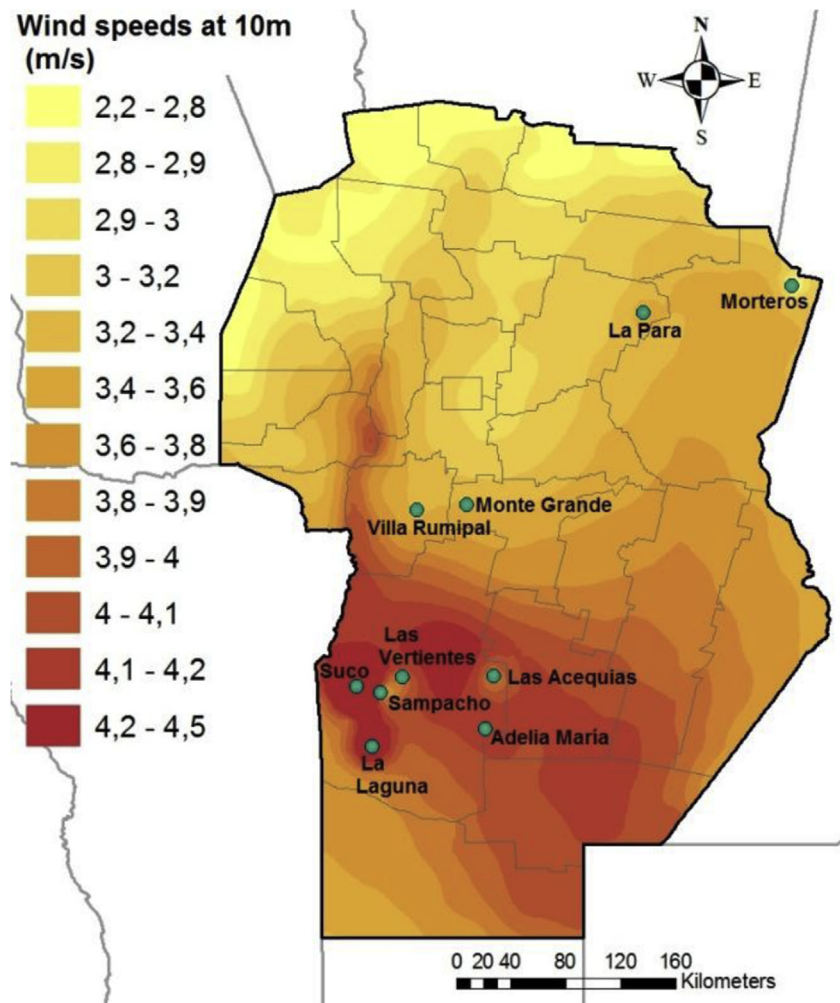 Wind speeds at 10m
(m/s)
2,2 - 2,8
2,8 - 2,9
2,9 - 3
3 - 3,2
3,2 - 3,4
3,4 - 3,6
3,6 - 3,8
3,8 - 3,9
3,9 - 4
4 - 4,1
4,1 - 4,2
4,2 - 4,5
N
W E
S
Morteros
La Para
Monte Grande
Villa Rumipal
Las
Vertientes
Suco
Las Acequias
Sampacho
Adelia María
La
Laguna
0 20 40 80 120 160
Kilometers